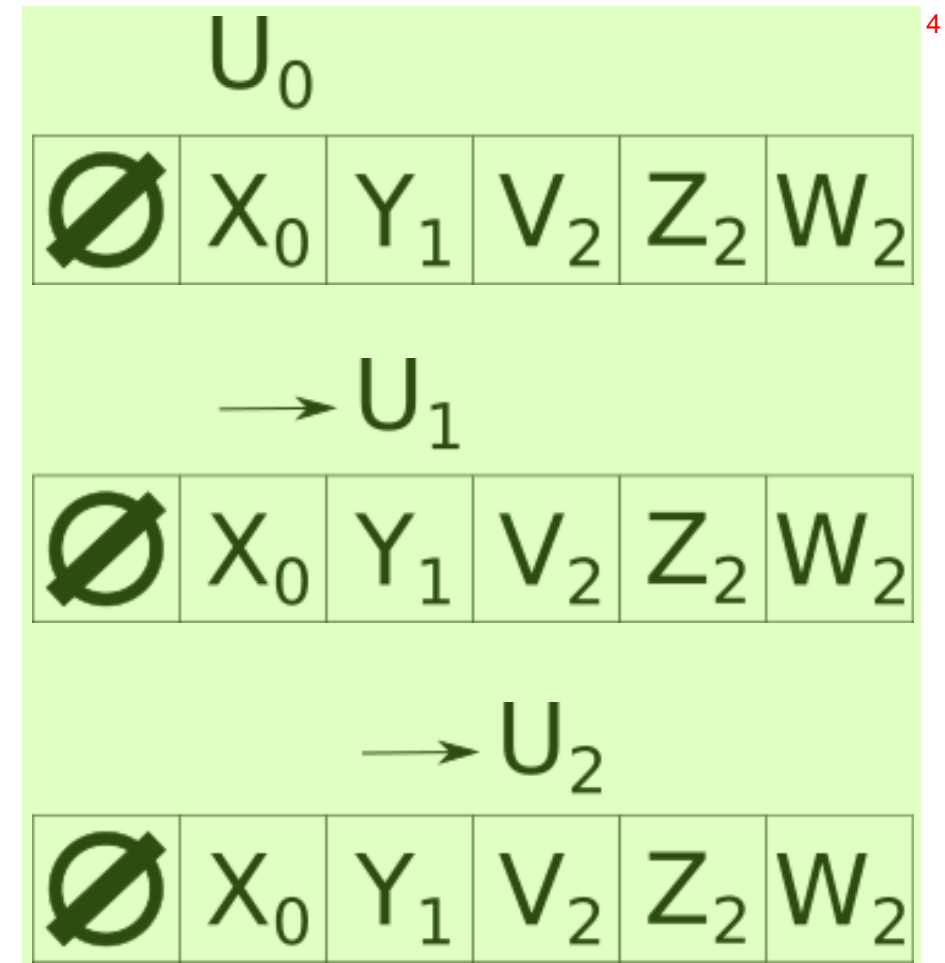 4
U₀
Ø X₀ Y₁ V₂ Z₂ W₂
→ U₁
Ø X₀ Y₁ V₂ Z₂ W₂
→ U₂
Ø X₀ Y₁ V₂ Z₂ W₂